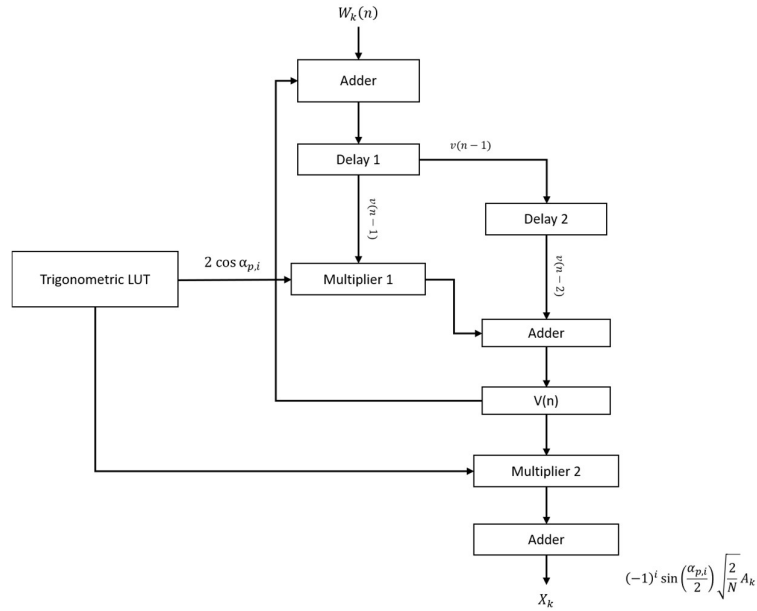 W_k(n)
Adder
Delay 1
v(n−1)
Delay 2
v(n−1)
v(n−2)
2 cos α_{p,i}
Trigonometric LUT
Multiplier 1
Adder
V(n)
Multiplier 2
Adder
(−1)^i sin(α_{p,i}/2) √(2/N) A_k
X_k